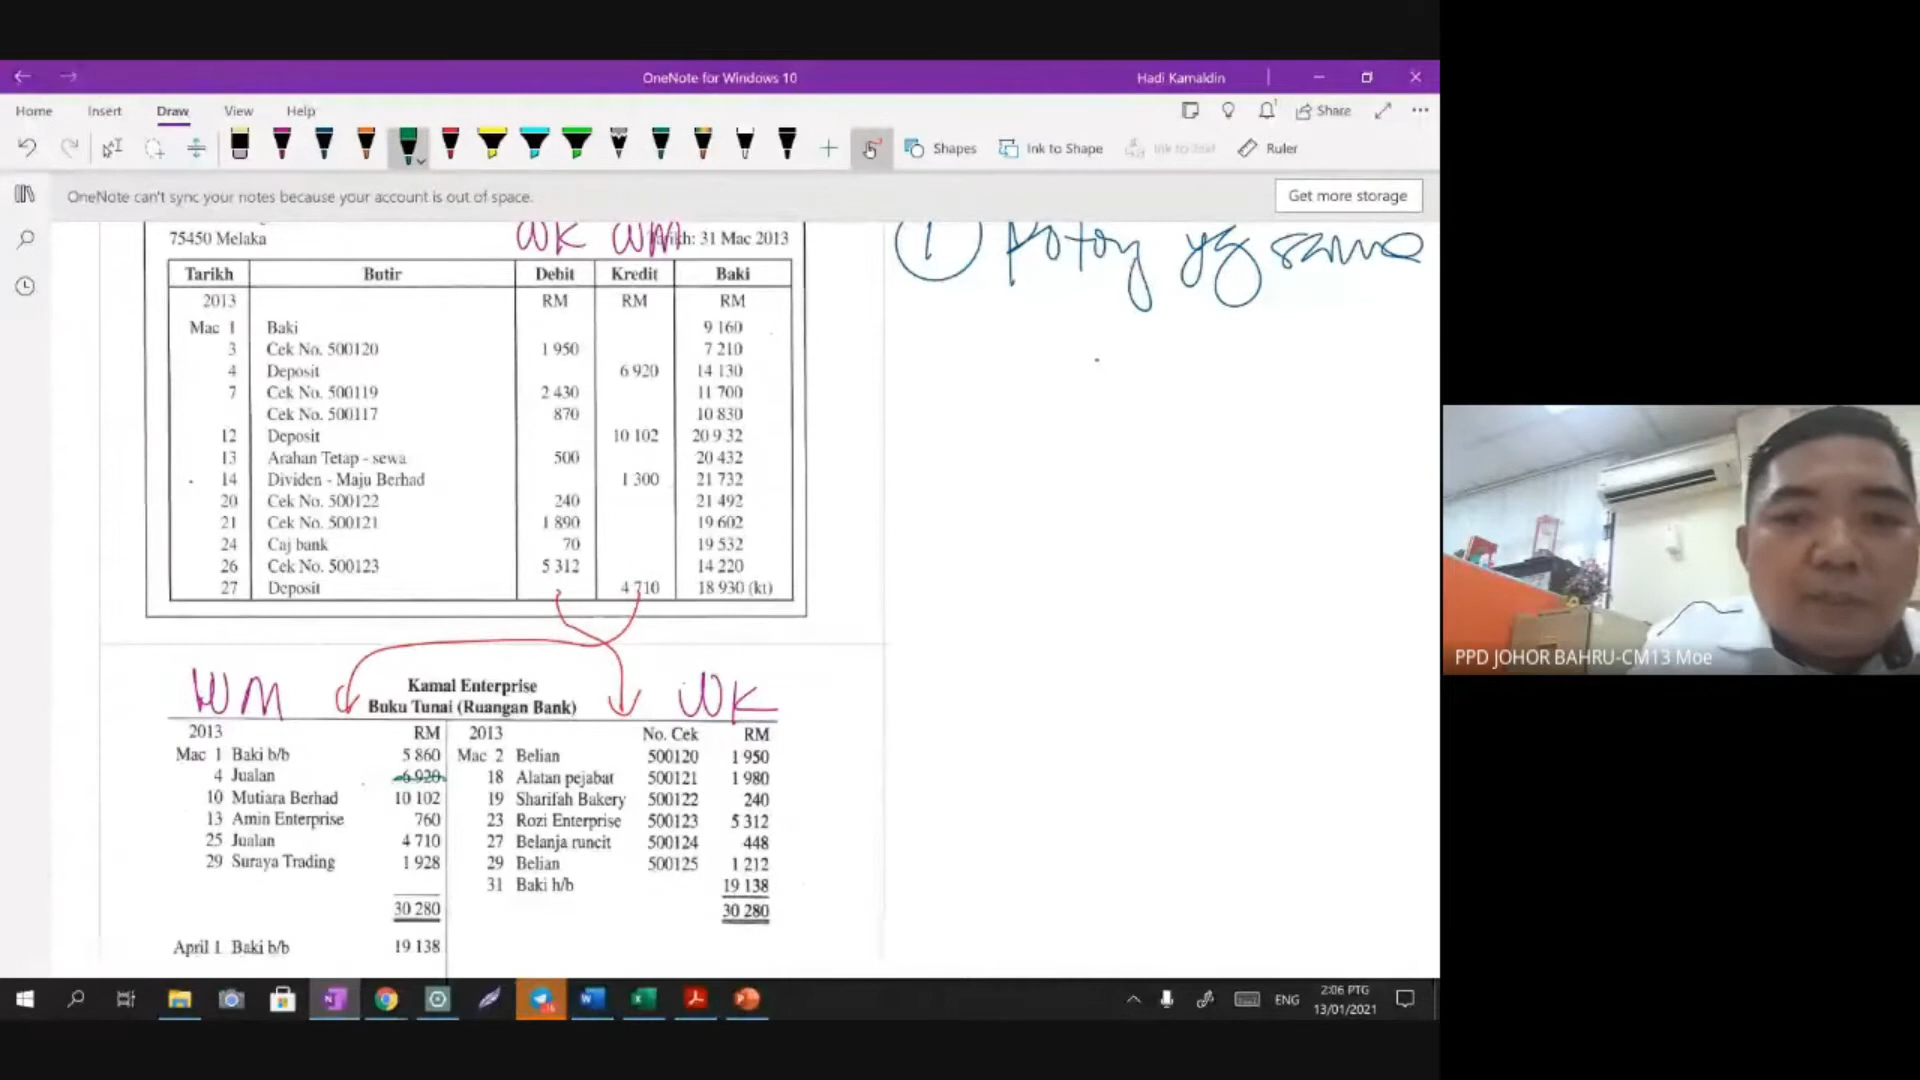 OneNote for Windows 10
Hadi Kamaldin
Home Insert Draw View Help
Share
Shapes Ink to Shape Ink to Text Ruler
OneNote can't sync your notes because your account is out of space.
Get more storage
WK WM
75450 Melaka
Tarikh: 31 Mac 2013
① Potong yg sama
Tarikh Butir Debit Kredit Baki
2013 RM RM RM
Mac 1 Baki 9 160
3 Cek No. 500120 1 950 7 210
4 Deposit 6 920 14 130
7 Cek No. 500119 2 430 11 700
Cek No. 500117 870 10 830
12 Deposit 10 102 20 9 32
13 Arahan Tetap - sewa 500 20 432
14 Dividen - Maju Berhad 1 300 21 732
20 Cek No. 500122 240 21 492
21 Cek No. 500121 1 890 19 602
24 Caj bank 70 19 532
26 Cek No. 500123 5 312 14 220
27 Deposit 4 710 18 930 (kt)
WM WK
Kamal Enterprise
Buku Tunai (Ruangan Bank)
2013 RM 2013 No. Cek RM
Mac 1 Baki b/b 5 860 Mac 2 Belian 500120 1 950
4 Jualan 6 920 18 Alatan pejabat 500121 1 980
10 Mutiara Berhad 10 102 19 Sharifah Bakery 500122 240
13 Amin Enterprise 760 23 Rozi Enterprise 500123 5 312
25 Jualan 4 710 27 Belanja runcit 500124 448
29 Suraya Trading 1 928 29 Belian 500125 1 212
31 Baki h/b 19 138
30 280 30 280
April 1 Baki b/b 19 138
PPD JOHOR BAHRU-CM13 Moe
ENG
2:06 PTG
13/01/2021